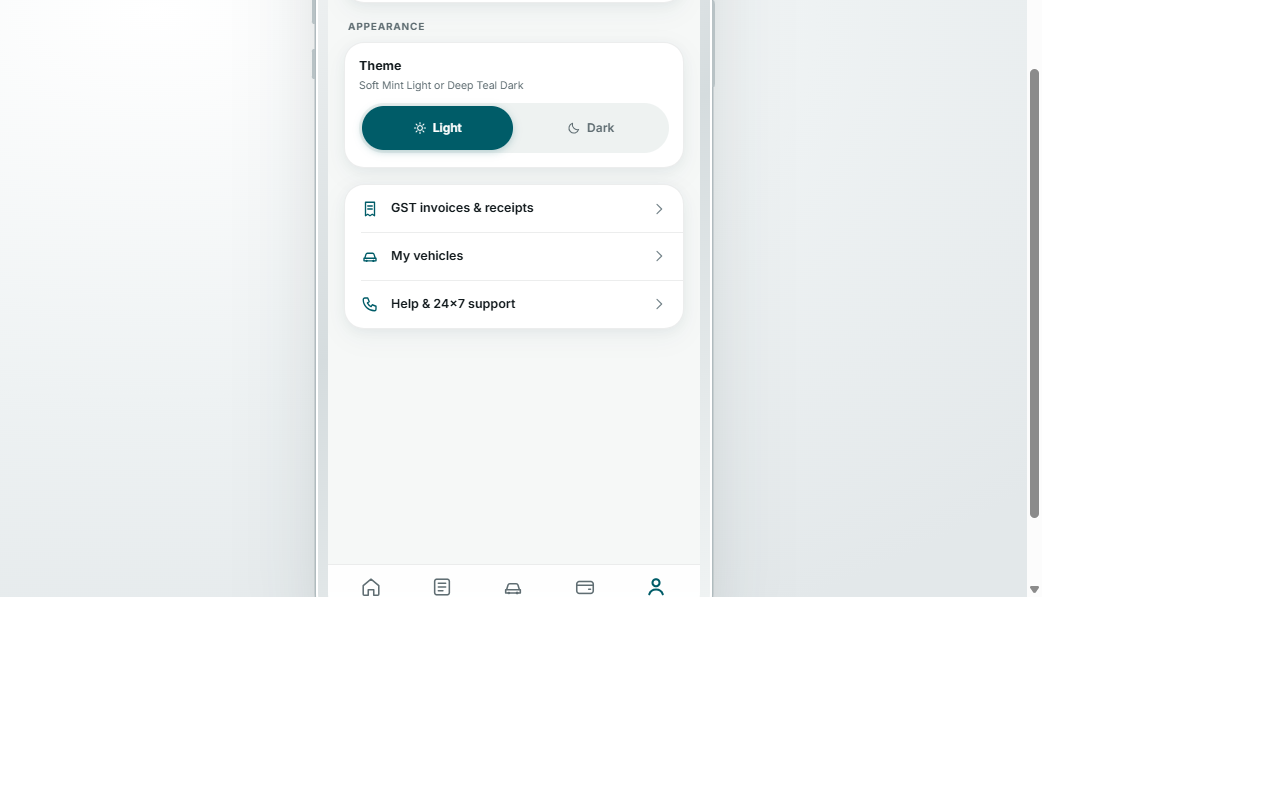 APPEARANCE
Theme
Soft Mint Light or Deep Teal Dark
Light
Dark
GST invoices & receipts
My vehicles
Help & 24×7 support